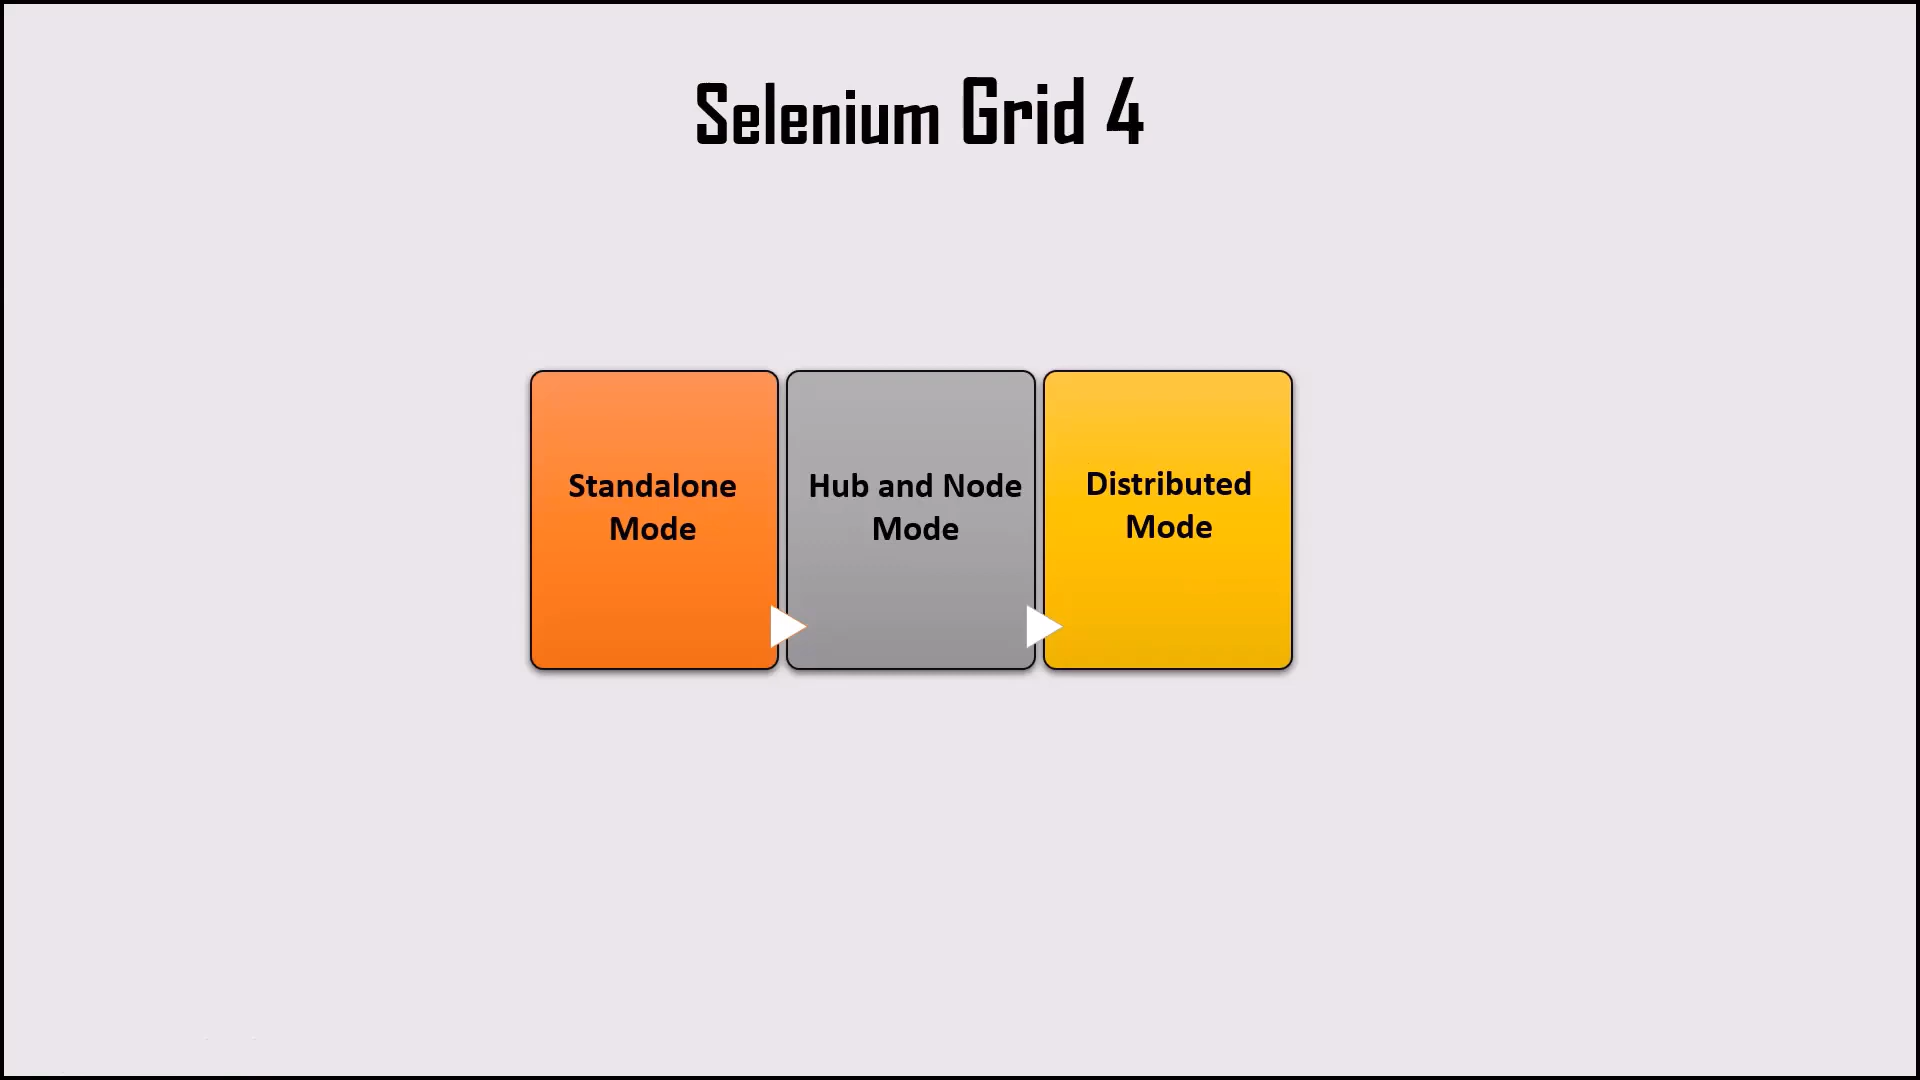 Selenium Grid 4
Standalone
Mode
Hub and Node
Mode
Distributed
Mode